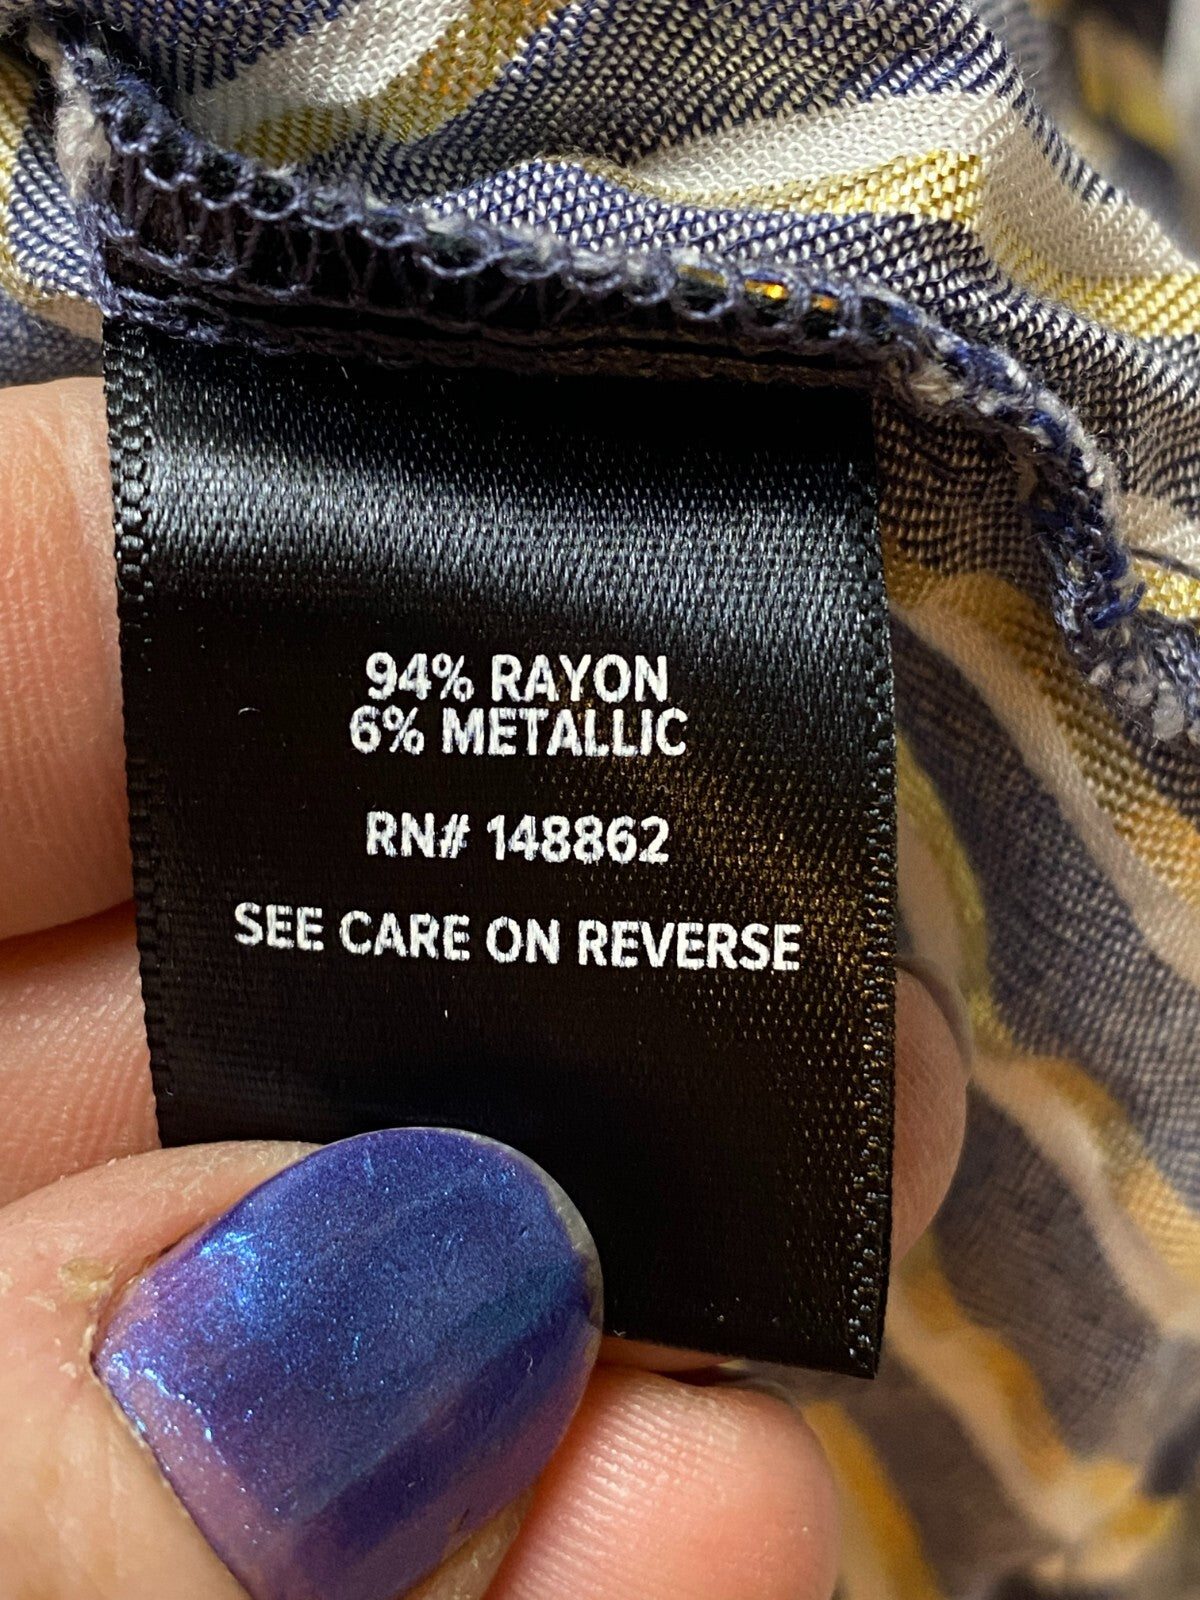 94% RAYON
6% METALLIC
RN# 148862
SEE CARE ON REVERSE